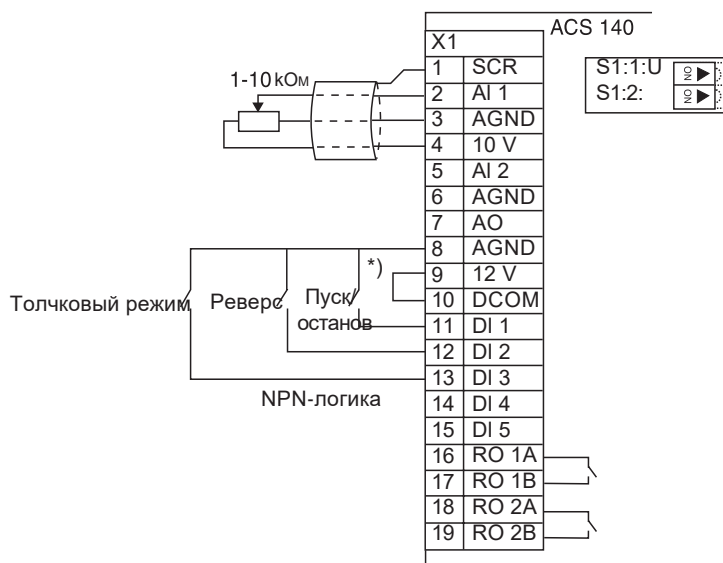 ACS 140
X1
1 SCR
2 AI 1
3 AGND
4 10 V
5 AI 2
6 AGND
7 AO
8 AGND
9 12 V
10 DCOM
11 DI 1
12 DI 2
13 DI 3
14 DI 4
15 DI 5
16 RO 1A
17 RO 1B
18 RO 2A
19 RO 2B
1-10 kОм
S1:1:U
ON
S1:2:
ON
*)
Толчковый режим
Реверс
Пуск/
останов
NPN-логика